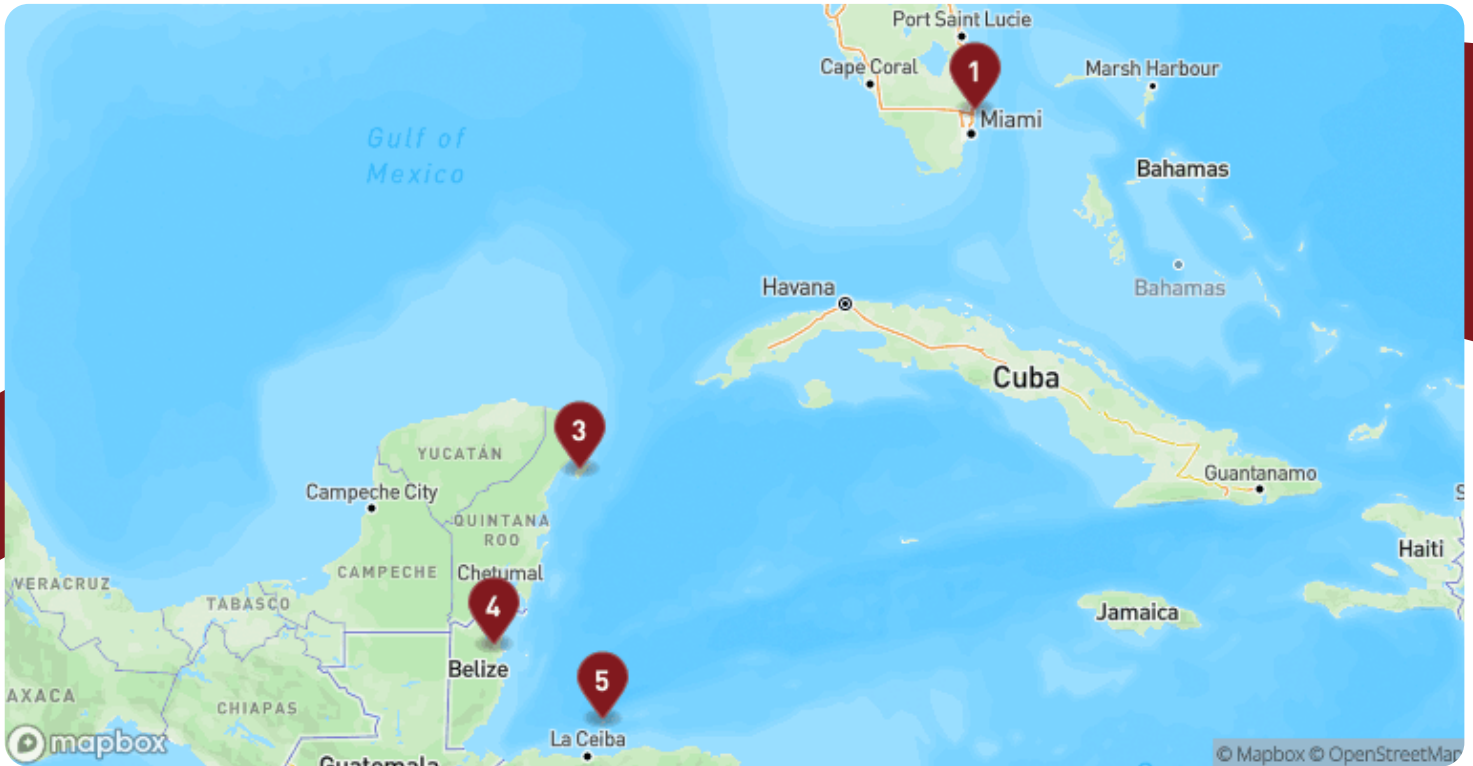 Port Saint Lucie
Cape Coral
1
Marsh Harbour
Miami
Gulf of
Mexico
Bahamas
Havana
Bahamas
Cuba
3
YUCATÁN
Campeche City
Guantanamo
QUINTANA
ROO
Haiti
CAMPECHE
Chetumal
VERACRUZ
TABASCO
4
Jamaica
Belize
5
AXACA
CHIAPAS
La Ceiba
mapbox
Guatemala
© Mapbox © OpenStreetMap